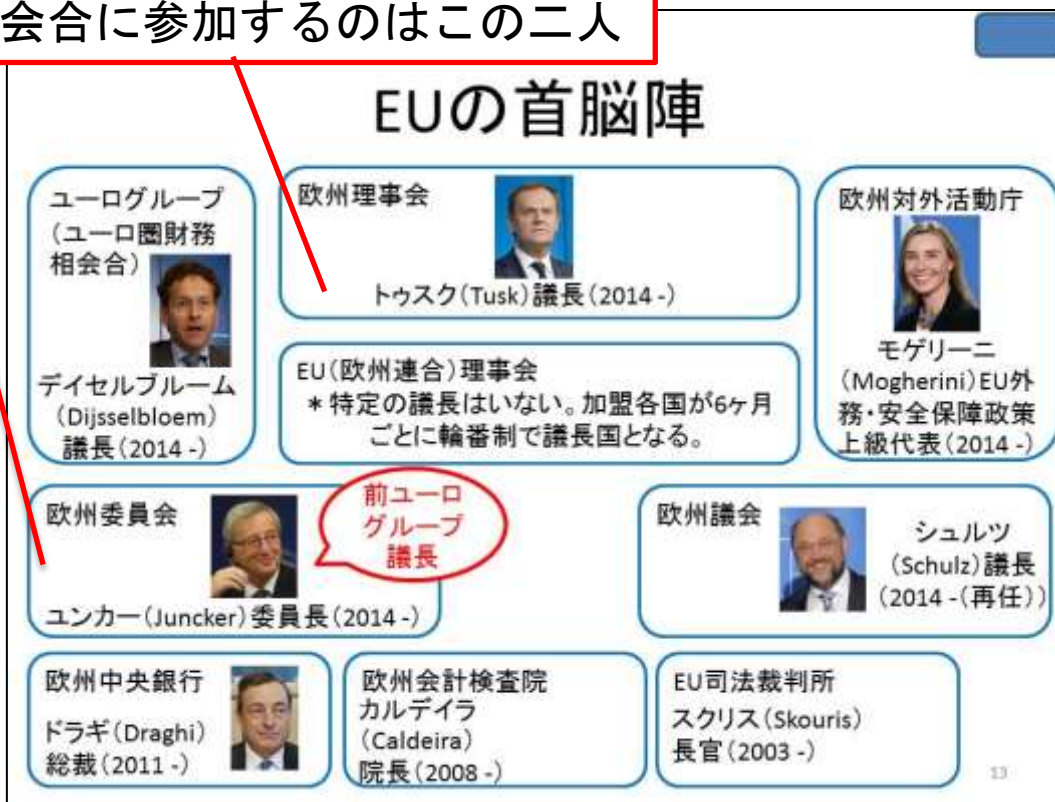 会合に参加するのはこの二人
EUの首脳陣
ユーログループ
（ユーロ圏財務
相会合）
デイセルブルーム
（Dijsselbloem）
議長（2014 -）
欧州理事会
トゥスク（Tusk）議長（2014 -）
EU（欧州連合）理事会
＊特定の議長はいない。加盟各国が6ヶ月
ごとに輪番制で議長国となる。
欧州対外活動庁
モゲリーニ
（Mogherini）EU外
務・安全保障政策
上級代表（2014 -）
欧州委員会
ユンカー（Juncker）委員長（2014 -）
前ユーロ
グループ
議長
欧州議会
シュルツ
（Schulz）議長
（2014 -（再任））
欧州中央銀行
ドラギ（Draghi）
総裁（2011 -）
欧州会計検査院
カルデイラ
（Caldeira）
院長（2008 -）
EU司法裁判所
スクリス（Skouris）
長官（2003 -）
13